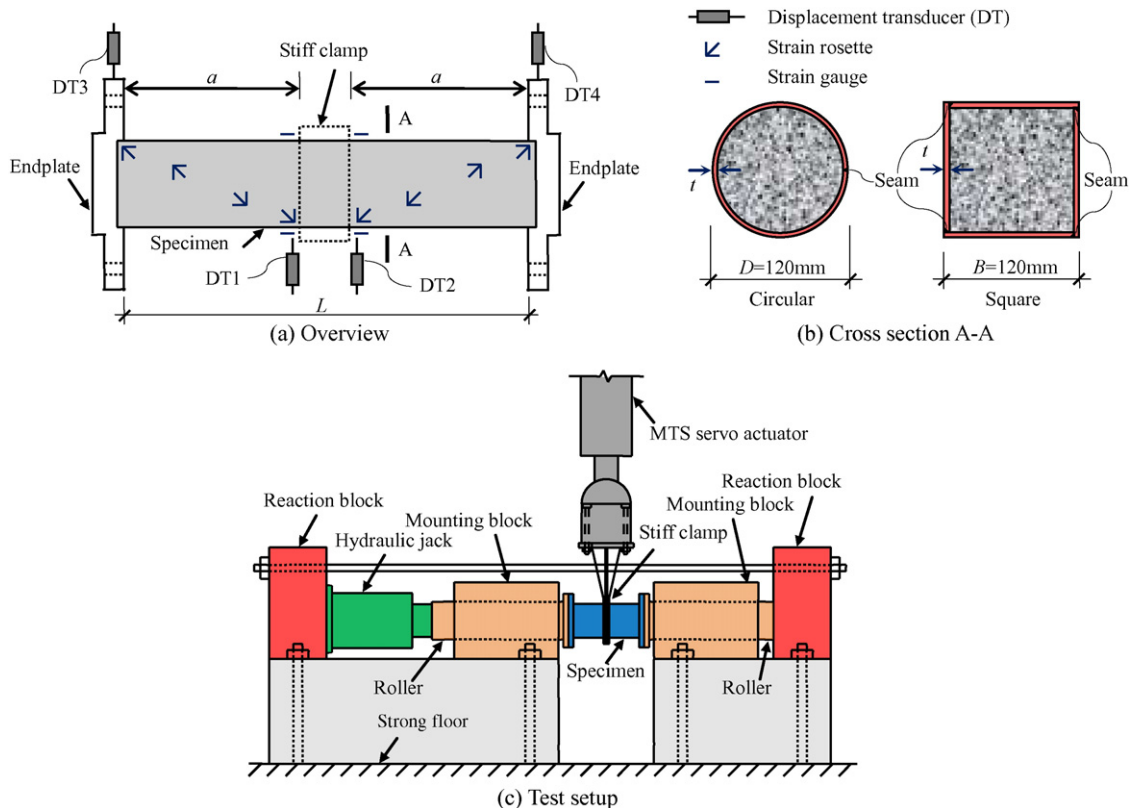 DT3
Endplate
a
Stiff clamp
a
A
DT4
Endplate
Specimen
DT1
A
DT2
L
(a) Overview
Displacement transducer (DT)
Strain rosette
Strain gauge
t
Seam
t
Seam
D=120mm
Circular
B=120mm
Square
(b) Cross section A-A
MTS servo actuator
Reaction block
Hydraulic jack
Mounting block
Stiff clamp
Mounting block
Reaction block
Roller
Specimen
Roller
Strong floor
(c) Test setup